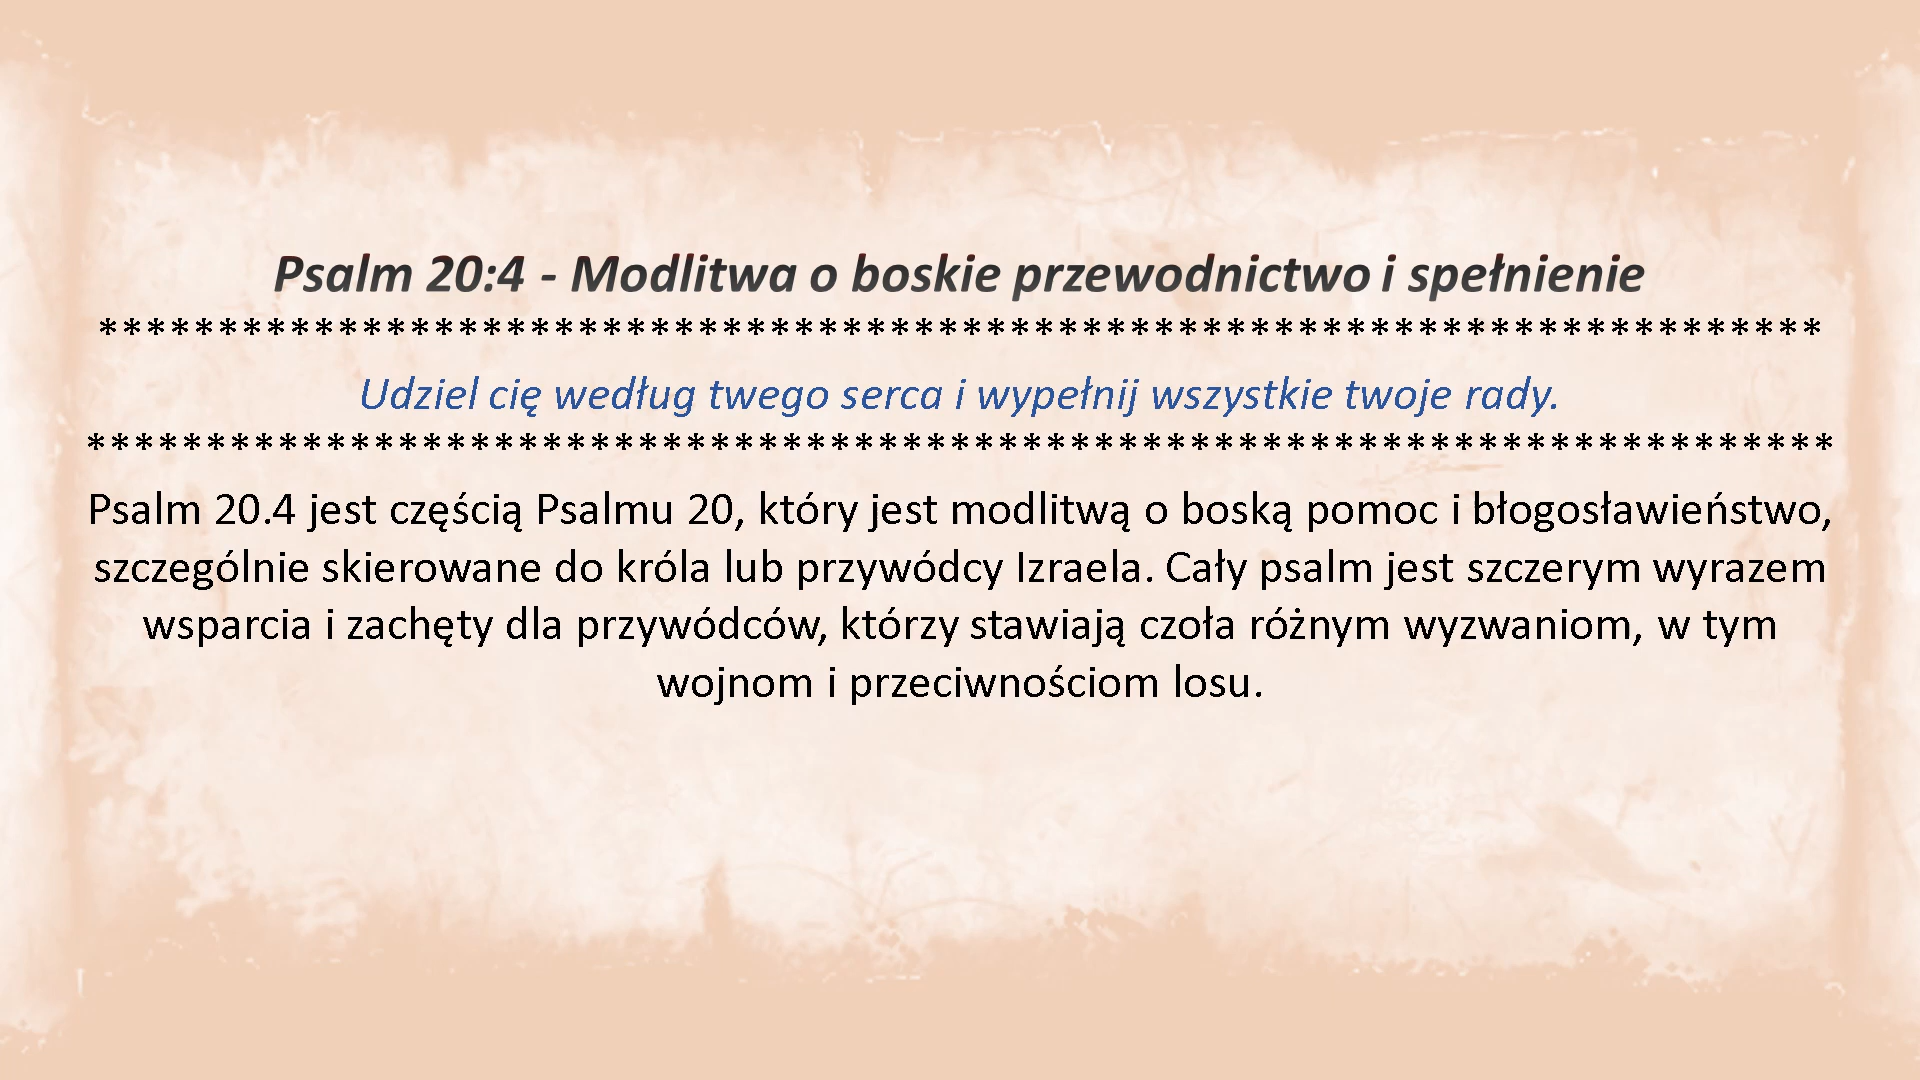 Psalm 20:4 - Modlitwa o boskie przewodnictwo i spełnienie
************************************************************************
Udziel cię według twego serca i wypełnij wszystkie twoje rady.
*************************************************************************
Psalm 20.4 jest częścią Psalmu 20, który jest modlitwą o boską pomoc i błogosławieństwo,
szczególnie skierowane do króla lub przywódcy Izraela. Cały psalm jest szczerym wyrazem
wsparcia i zachęty dla przywódców, którzy stawiają czoła różnym wyzwaniom, w tym
wojnom i przeciwnościom losu.